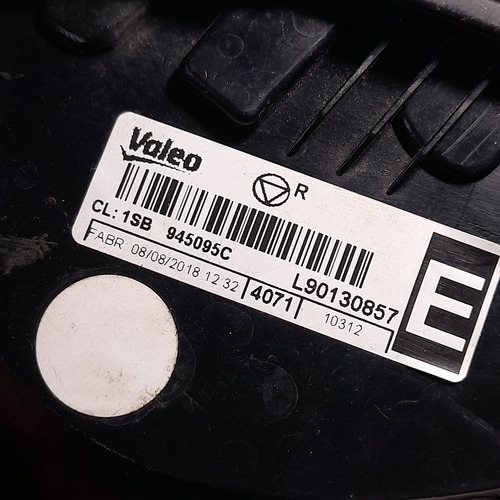 Valeo
R
CL: 1SB 945095C
L90130857
FABR. 08/08/2018 12:32 4071 10312
E